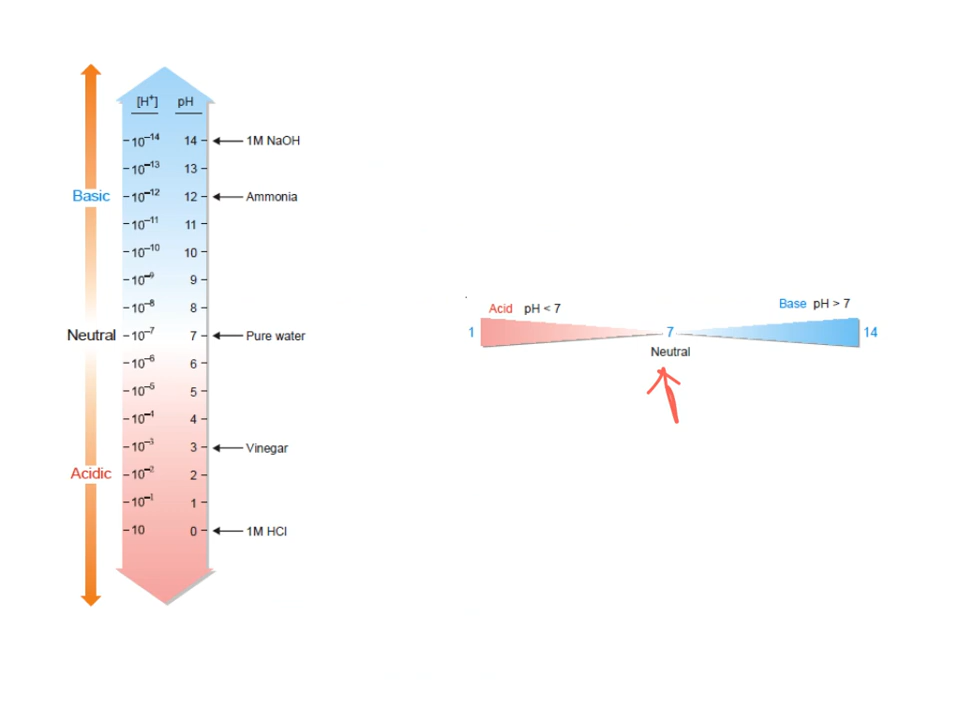 [H⁺] pH
10⁻¹⁴ 14 1M NaOH
10⁻¹³ 13
Basic 10⁻¹² 12 Ammonia
10⁻¹¹ 11
10⁻¹⁰ 10
10⁻⁹ 9
10⁻⁸ 8
Neutral 10⁻⁷ 7 Pure water
10⁻⁶ 6
10⁻⁵ 5
10⁻⁴ 4
10⁻³ 3 Vinegar
Acidic 10⁻² 2
10⁻¹ 1
10 0 1M HCl
Acid pH < 7 Base pH > 7
1 7 14
Neutral